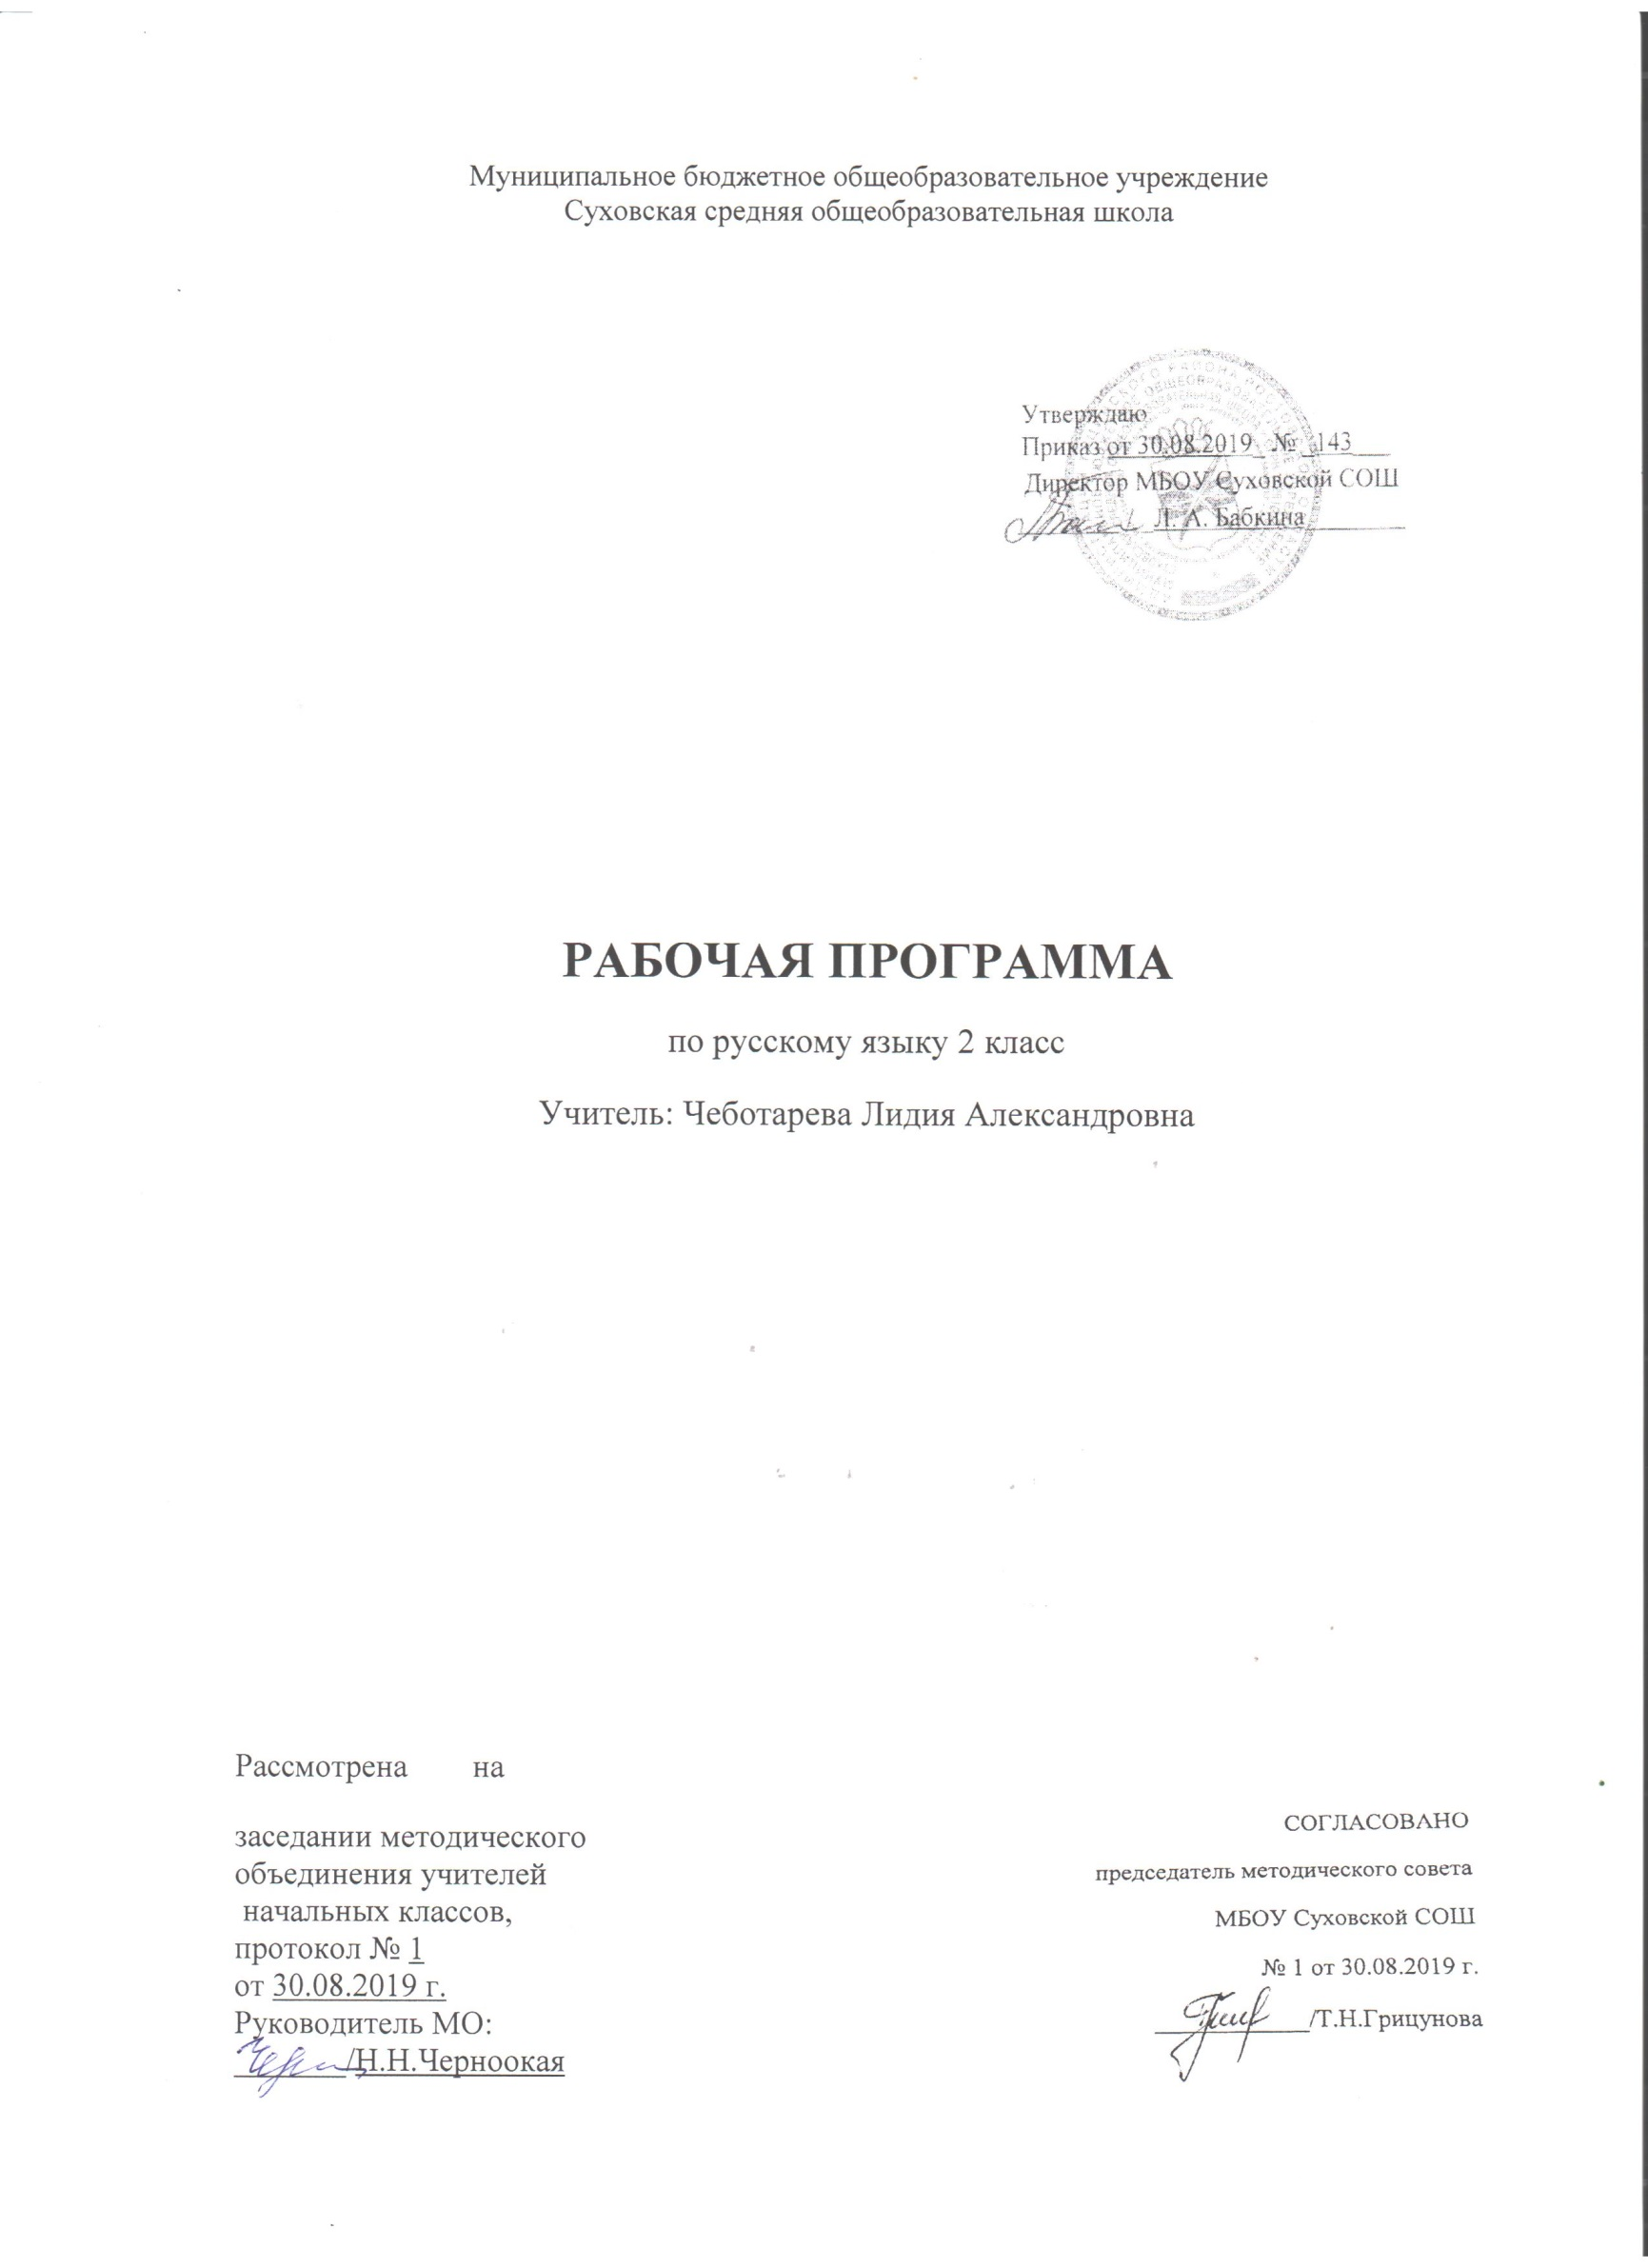 Муниципальное бюджетное общеобразовательное учреждение
Суховская средняя общеобразовательная школа
Утверждаю
Приказ от 30.08.2019 № 143
Директор МБОУ Суховской СОШ
Л. А. Бабкина
РАБОЧАЯ ПРОГРАММА
по русскому языку 2 класс
Учитель: Чеботарева Лидия Александровна
Рассмотрена на
заседании методического
объединения учителей
начальных классов,
протокол № 1
от 30.08.2019 г.
Руководитель МО:
/Н.Н.Черноокая
СОГЛАСОВАНО
председатель методического совета
МБОУ Суховской СОШ
№ 1 от 30.08.2019 г.
/Т.Н.Грицунова